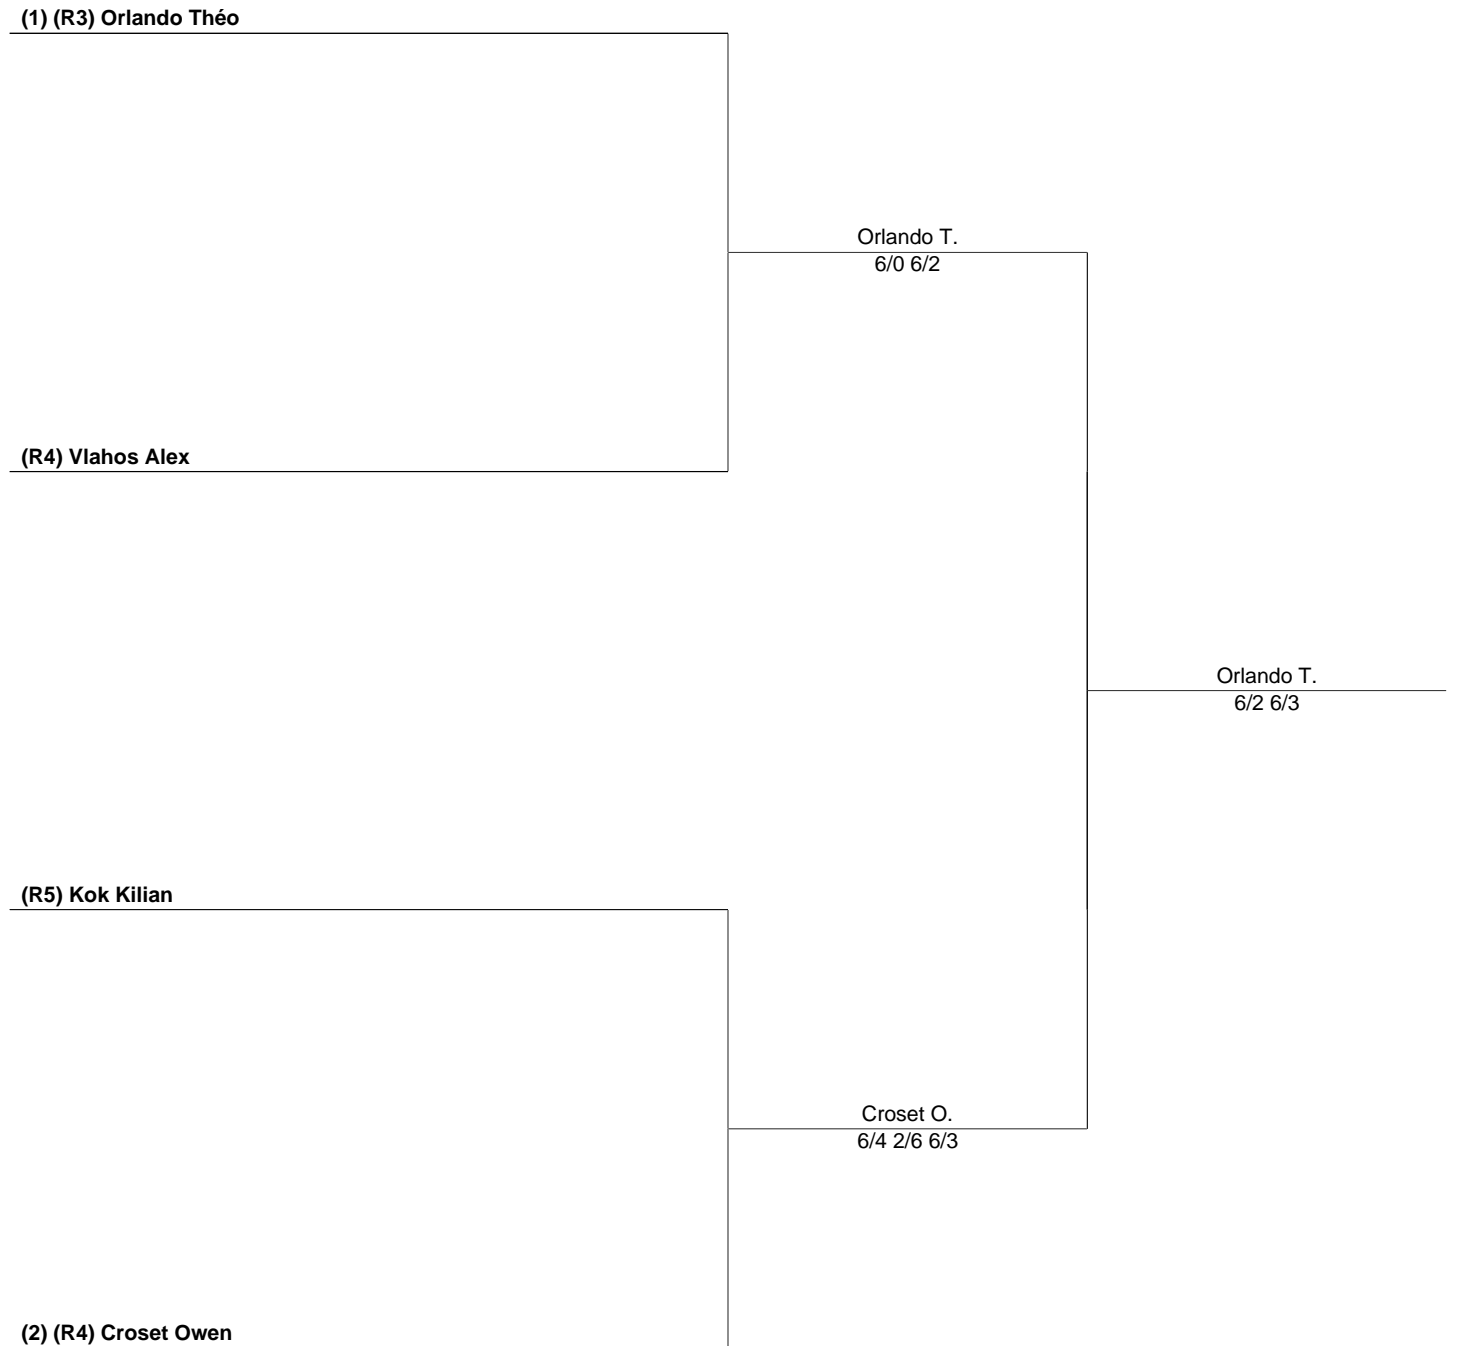 (1) (R3) Orlando Théo
Orlando T.
6/0 6/2
(R4) Vlahos Alex
Orlando T.
6/2 6/3
(R5) Kok Kilian
Croset O.
6/4 2/6 6/3
(2) (R4) Croset Owen